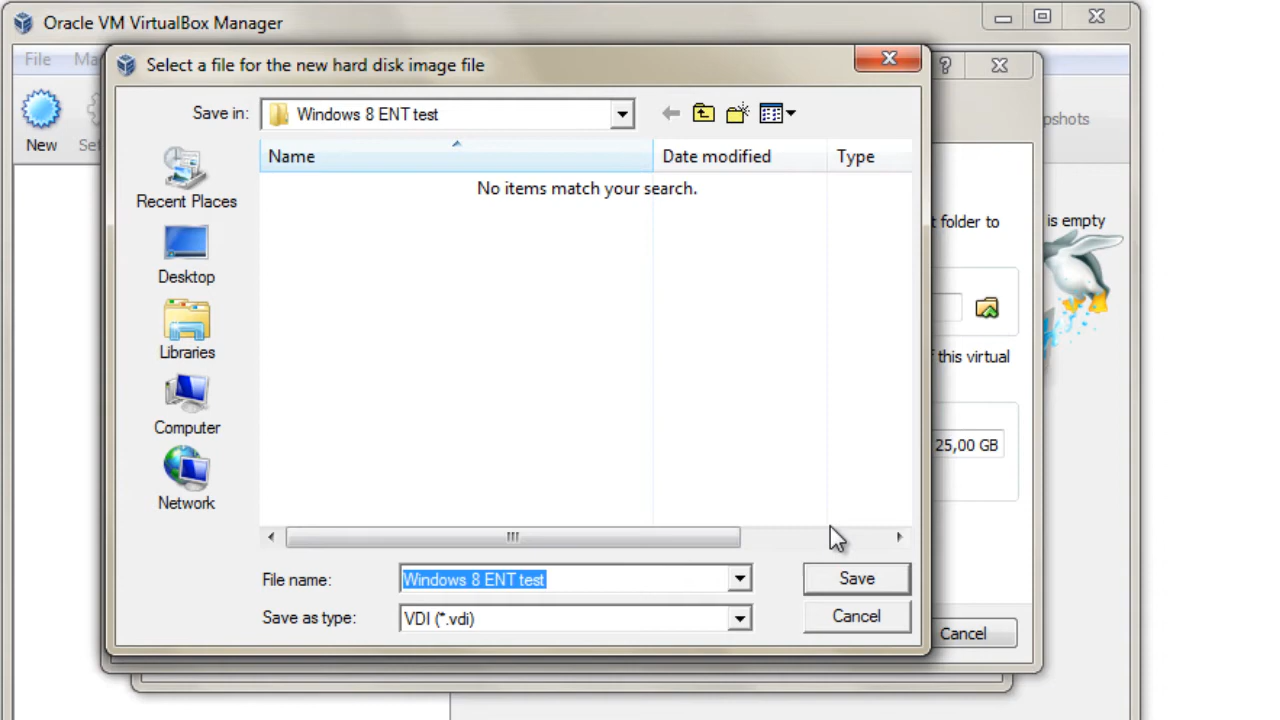 Oracle VM VirtualBox Manager
File
Select a file for the new hard disk image file
?
Save in:
Windows 8 ENT test
New
pshots
Name
Date modified
Type
No items match your search.
Recent Places
Desktop
Libraries
Computer
Network
t folder to
is empty
f this virtual
25,00 GB
File name:
Windows 8 ENT test
Save
Save as type:
VDI (*.vdi)
Cancel
Cancel